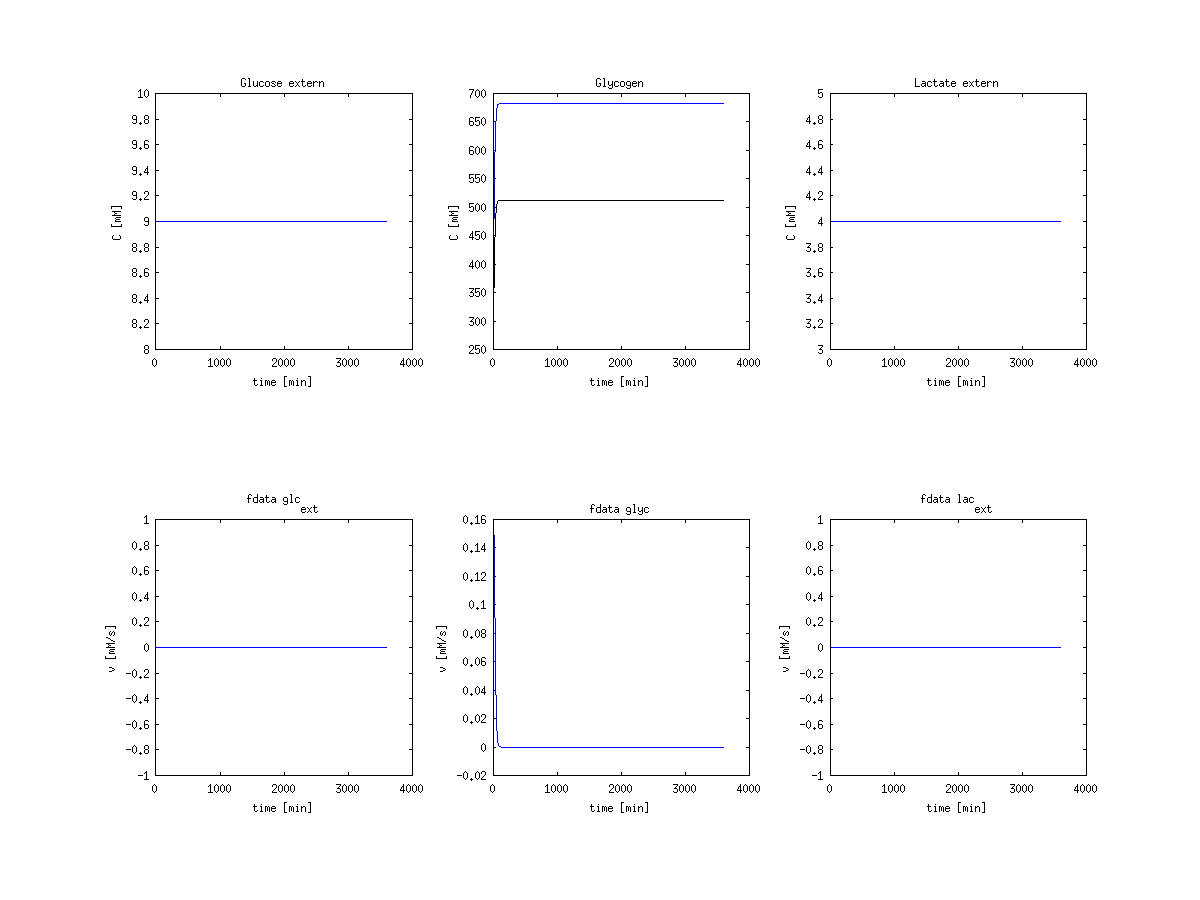 Glucose extern
Glycogen
Lactate extern
C [mM]
10
9.8
9.6
9.4
9.2
9
8.8
8.6
8.4
8.2
8
0 1000 2000 3000 4000
time [min]
C [mM]
700
650
600
550
500
450
400
350
300
250
0 1000 2000 3000 4000
time [min]
C [mM]
5
4.8
4.6
4.4
4.2
4
3.8
3.6
3.4
3.2
3
0 1000 2000 3000 4000
time [min]
fdata glc
ext
fdata glyc
fdata lac
ext
v [mM/s]
1
0.8
0.6
0.4
0.2
0
-0.2
-0.4
-0.6
-0.8
-1
0 1000 2000 3000 4000
time [min]
v [mM/s]
0.16
0.14
0.12
0.1
0.08
0.06
0.04
0.02
0
-0.02
0 1000 2000 3000 4000
time [min]
v [mM/s]
1
0.8
0.6
0.4
0.2
0
-0.2
-0.4
-0.6
-0.8
-1
0 1000 2000 3000 4000
time [min]